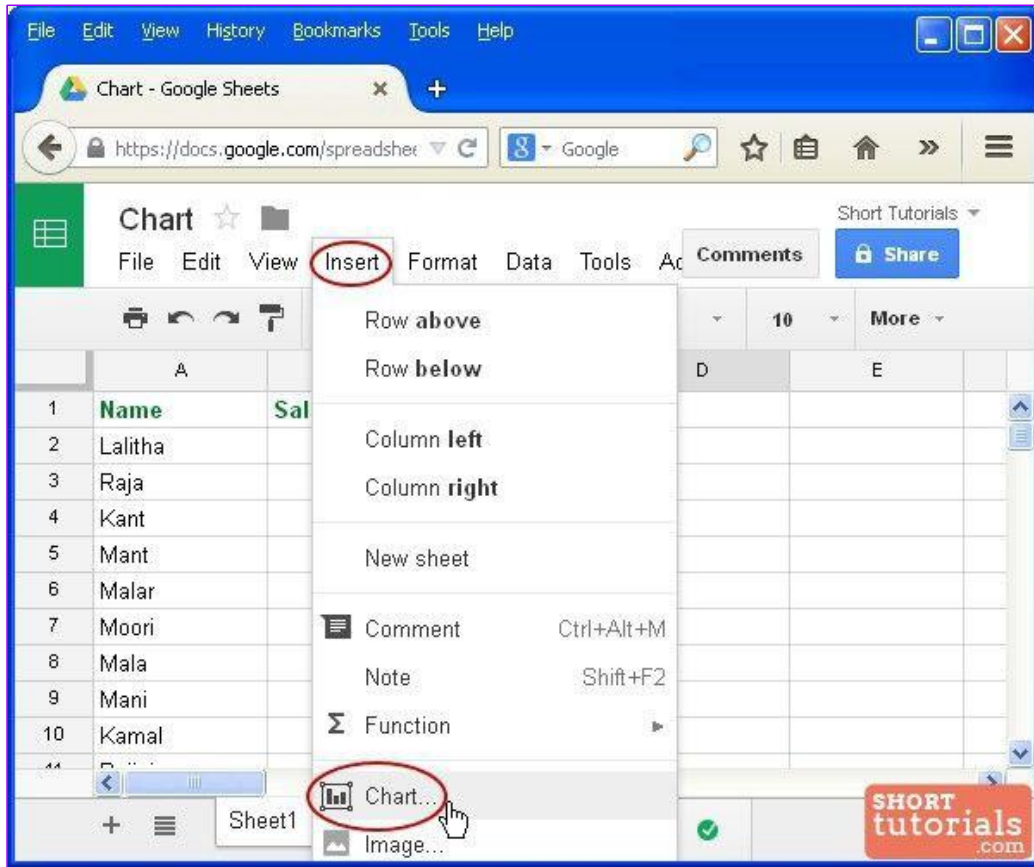 File Edit View History Bookmarks Tools Help
Chart - Google Sheets
https://docs.google.com/spreadshee
8 Google
Chart
Short Tutorials
File Edit View Insert Format Data Tools
Comments
Share
10 More
Row above
Row below
Column left
Column right
New sheet
Comment Ctrl+Alt+M
Note Shift+F2
Σ Function
Chart...
Image...
A D E
1 Name Sal
2 Lalitha
3 Raja
4 Kant
5 Mant
6 Malar
7 Moori
8 Mala
9 Mani
10 Kamal
Sheet1
SHORT
tutorials
.com